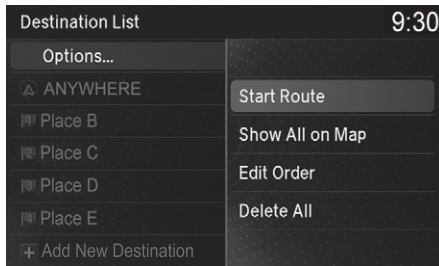 Destination List
9:30
Options...
ANYWHERE
Place B
Place C
Place D
Place E
Add New Destination
Start Route
Show All on Map
Edit Order
Delete All